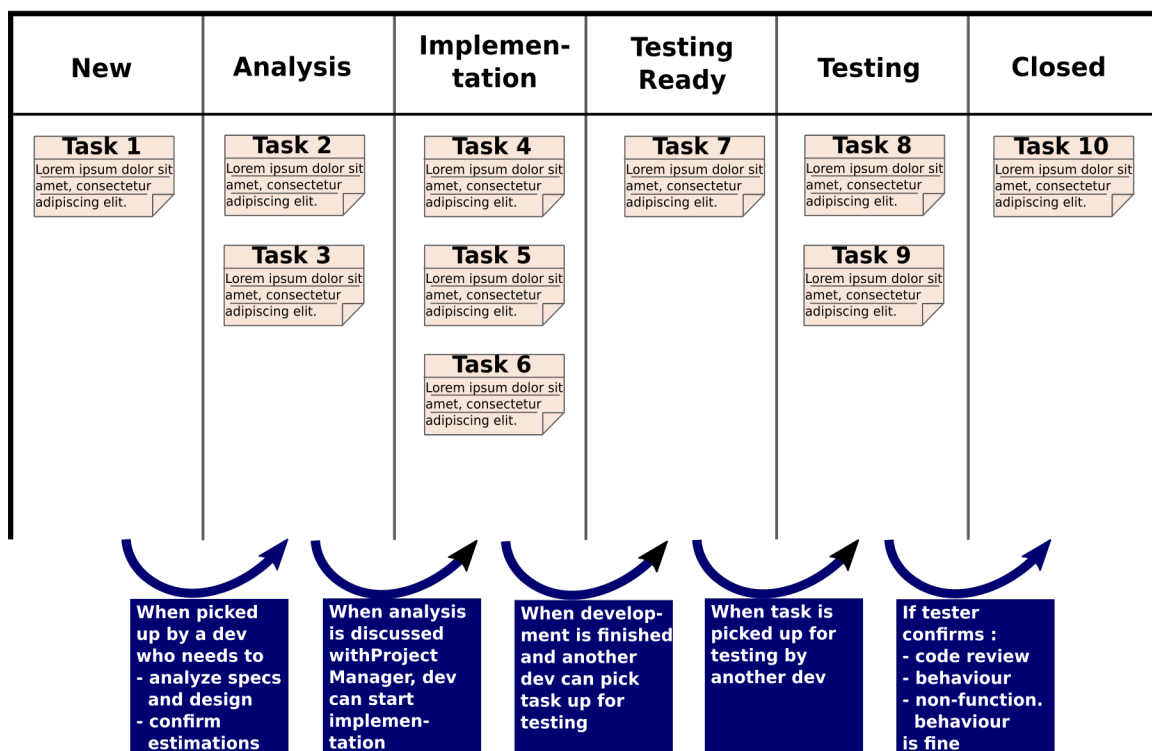 New
Analysis
Implemen-
tation
Testing
Ready
Testing
Closed
Task 1
Lorem ipsum dolor sit
amet, consectetur
adipiscing elit.
Task 2
Lorem ipsum dolor sit
amet, consectetur
adipiscing elit.
Task 3
Lorem ipsum dolor sit
amet, consectetur
adipiscing elit.
Task 4
Lorem ipsum dolor sit
amet, consectetur
adipiscing elit.
Task 5
Lorem ipsum dolor sit
amet, consectetur
adipiscing elit.
Task 6
Lorem ipsum dolor sit
amet, consectetur
adipiscing elit.
Task 7
Lorem ipsum dolor sit
amet, consectetur
adipiscing elit.
Task 8
Lorem ipsum dolor sit
amet, consectetur
adipiscing elit.
Task 9
Lorem ipsum dolor sit
amet, consectetur
adipiscing elit.
Task 10
Lorem ipsum dolor sit
amet, consectetur
adipiscing elit.
When picked
up by a dev
who needs to
- analyze specs
and design
- confirm
estimations
When analysis
is discussed
withProject
Manager, dev
can start
implemen-
tation
When develop-
ment is finished
and another
dev can pick
task up for
testing
When task is
picked up for
testing by
another dev
If tester
confirms :
- code review
- behaviour
- non-function.
behaviour
is fine